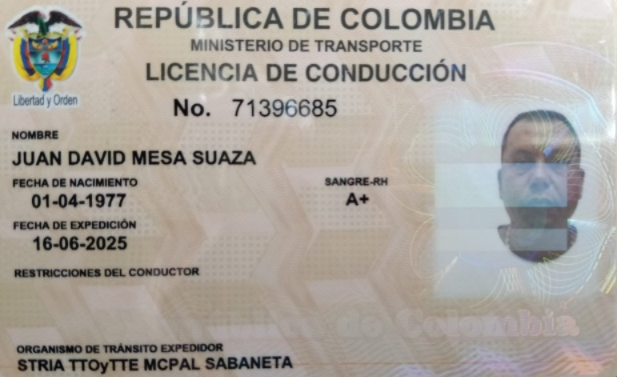 REPÚBLICA DE COLOMBIA
MINISTERIO DE TRANSPORTE
LICENCIA DE CONDUCCIÓN
Libertad y Orden
No. 71396685
NOMBRE
JUAN DAVID MESA SUAZA
FECHA DE NACIMIENTO SANGRE-RH
01-04-1977 A+
FECHA DE EXPEDICIÓN
16-06-2025
RESTRICCIONES DEL CONDUCTOR
de Colombia
ORGANISMO DE TRÁNSITO EXPEDIDOR
STRIA TTOyTTE MCPAL SABANETA